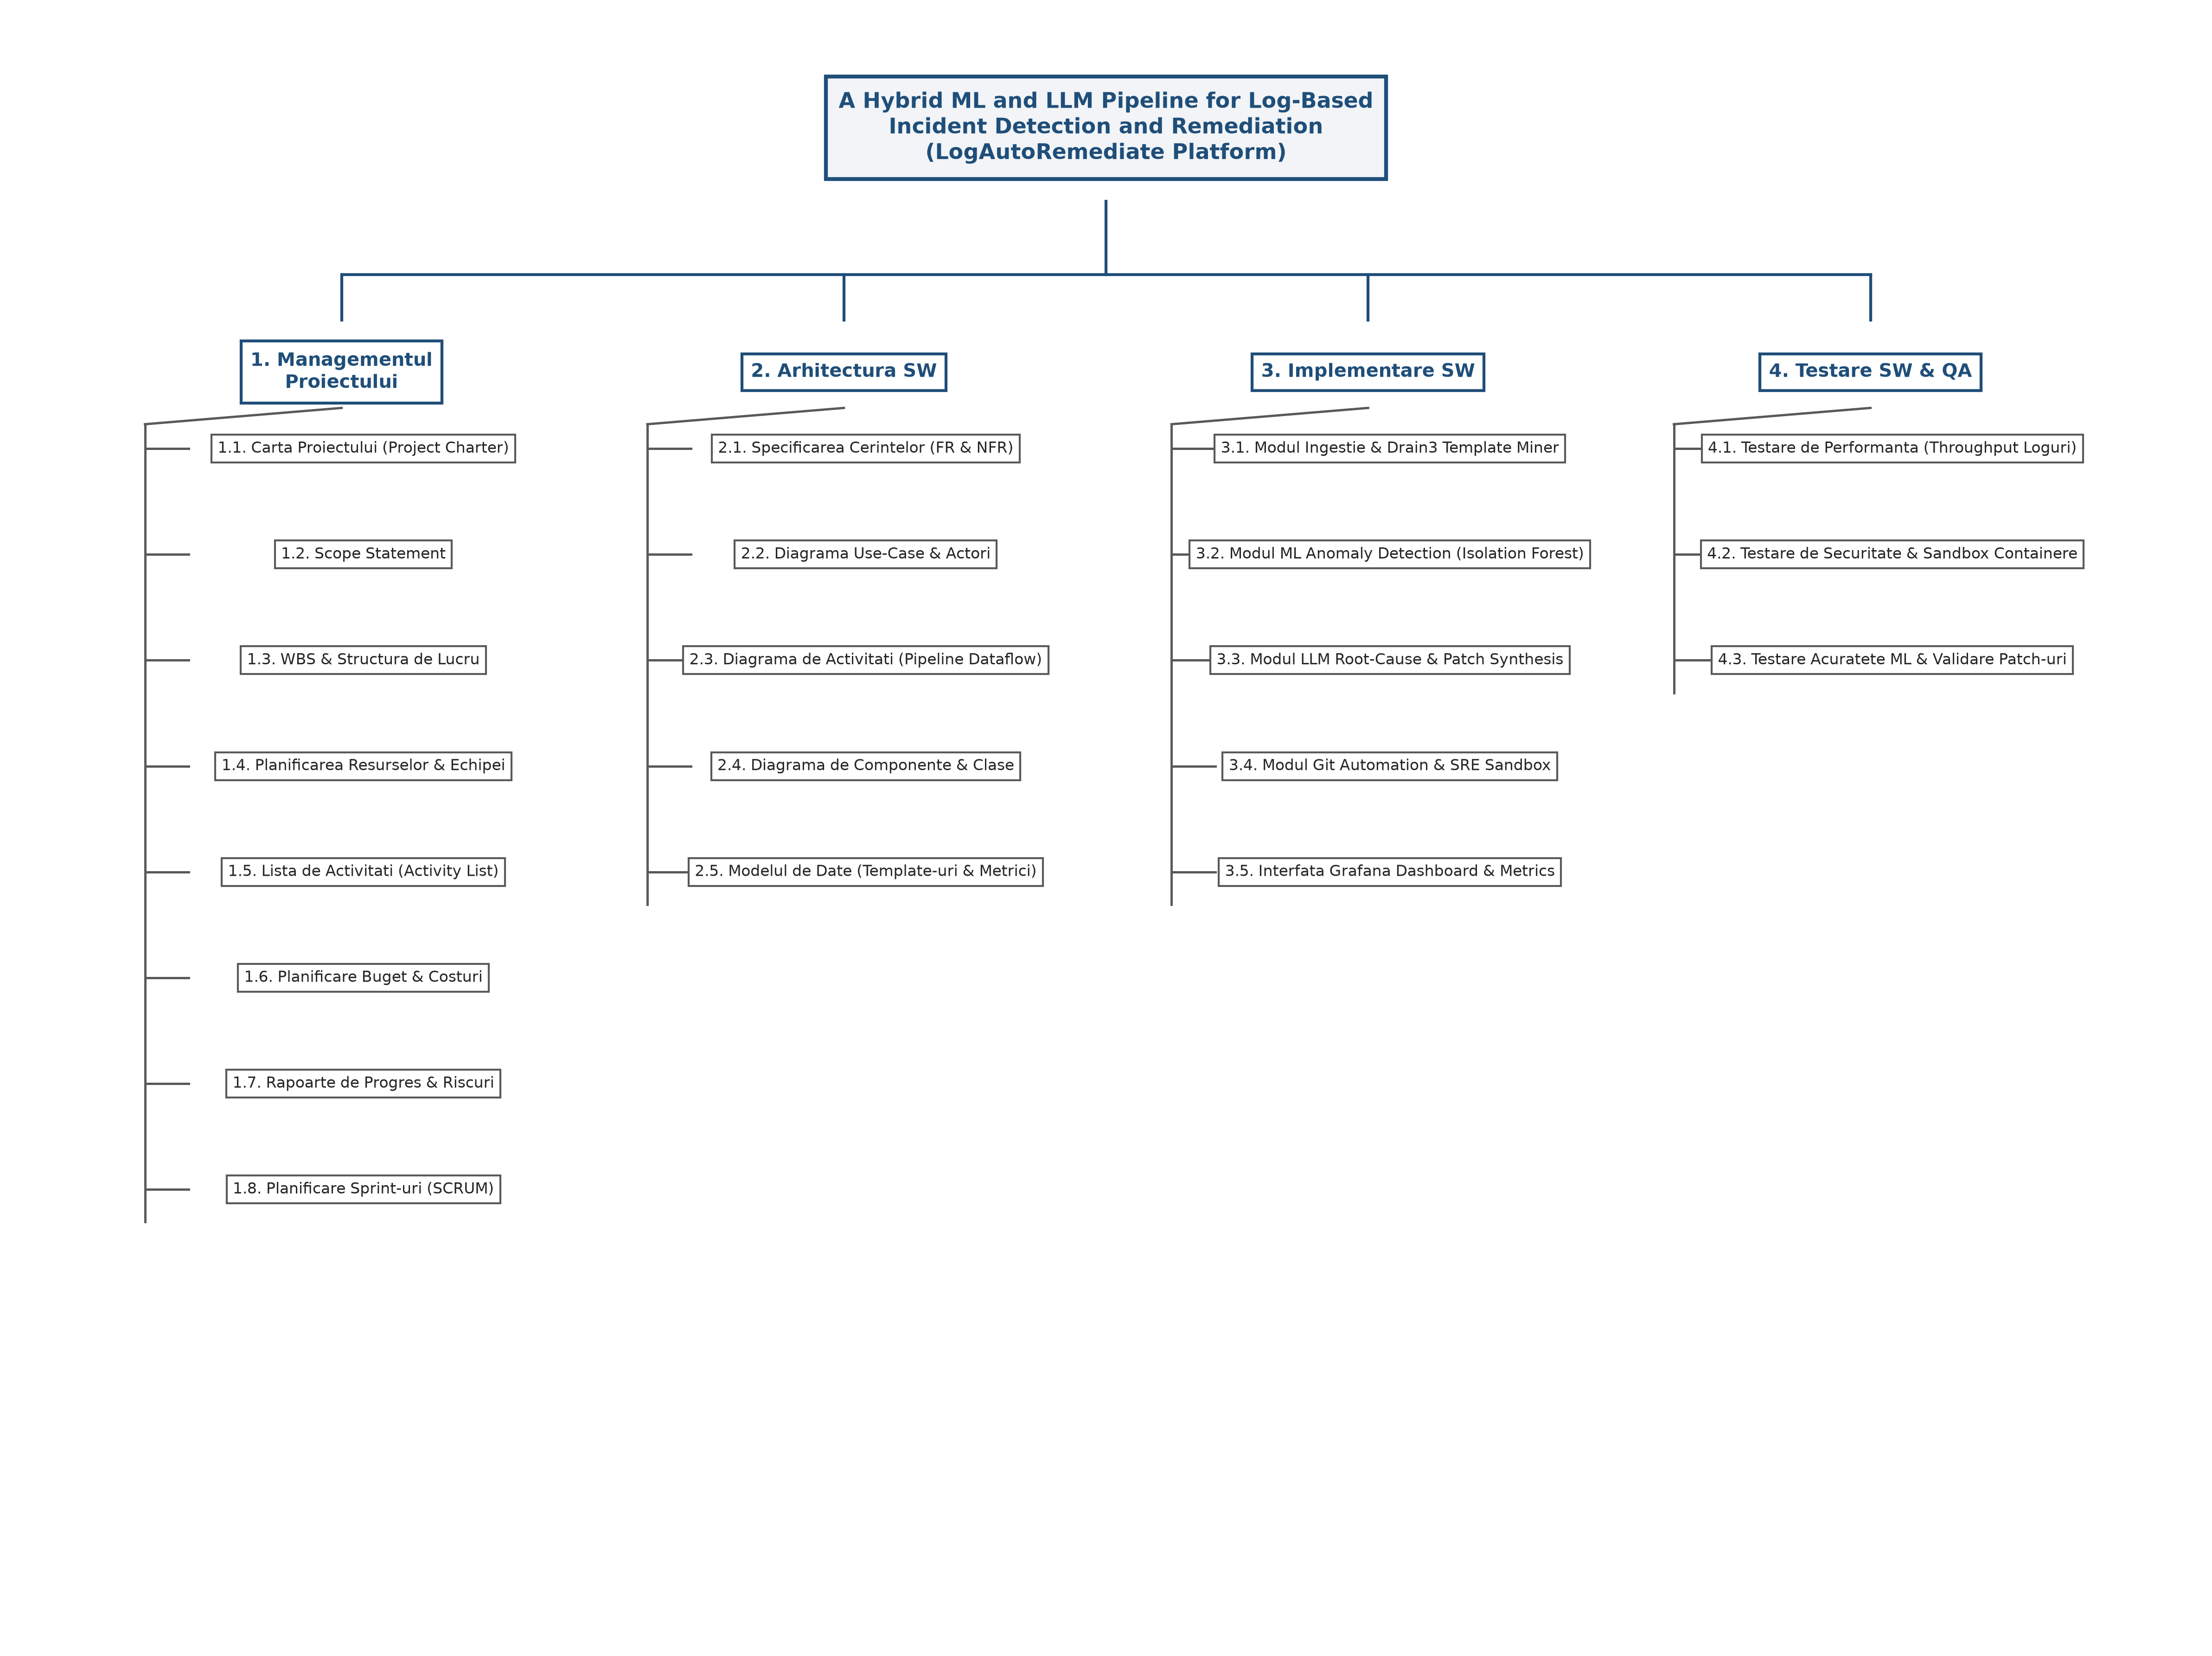 A Hybrid ML and LLM Pipeline for Log-Based
Incident Detection and Remediation
(LogAutoRemediate Platform)
1. Managementul
Proiectului
1.1. Carta Proiectului (Project Charter)
1.2. Scope Statement
1.3. WBS & Structura de Lucru
1.4. Planificarea Resurselor & Echipei
1.5. Lista de Activitati (Activity List)
1.6. Planificare Buget & Costuri
1.7. Rapoarte de Progres & Riscuri
1.8. Planificare Sprint-uri (SCRUM)
2. Arhitectura SW
2.1. Specificarea Cerintelor (FR & NFR)
2.2. Diagrama Use-Case & Actori
2.3. Diagrama de Activitati (Pipeline Dataflow)
2.4. Diagrama de Componente & Clase
2.5. Modelul de Date (Template-uri & Metrici)
3. Implementare SW
3.1. Modul Ingestie & Drain3 Template Miner
3.2. Modul ML Anomaly Detection (Isolation Forest)
3.3. Modul LLM Root-Cause & Patch Synthesis
3.4. Modul Git Automation & SRE Sandbox
3.5. Interfata Grafana Dashboard & Metrics
4. Testare SW & QA
4.1. Testare de Performanta (Throughput Loguri)
4.2. Testare de Securitate & Sandbox Containere
4.3. Testare Acuratete ML & Validare Patch-uri